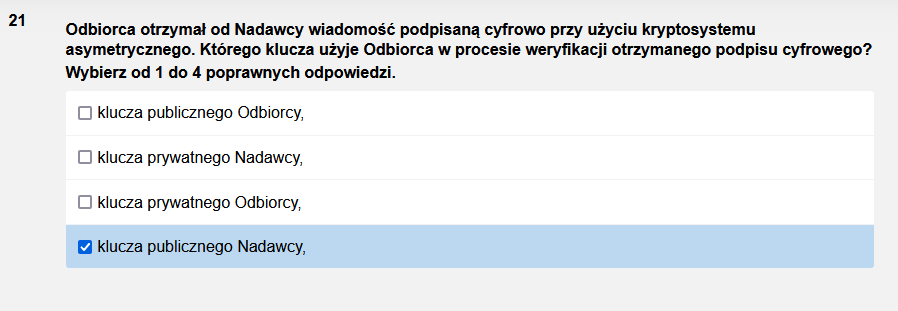 21
Odbiorca otrzymał od Nadawcy wiadomość podpisaną cyfrowo przy użyciu kryptosystemu
asymetrycznego. Którego klucza użyje Odbiorca w procesie weryfikacji otrzymanego podpisu cyfrowego?
Wybierz od 1 do 4 poprawnych odpowiedzi.
klucza publicznego Odbiorcy,
klucza prywatnego Nadawcy,
klucza prywatnego Odbiorcy,
klucza publicznego Nadawcy,